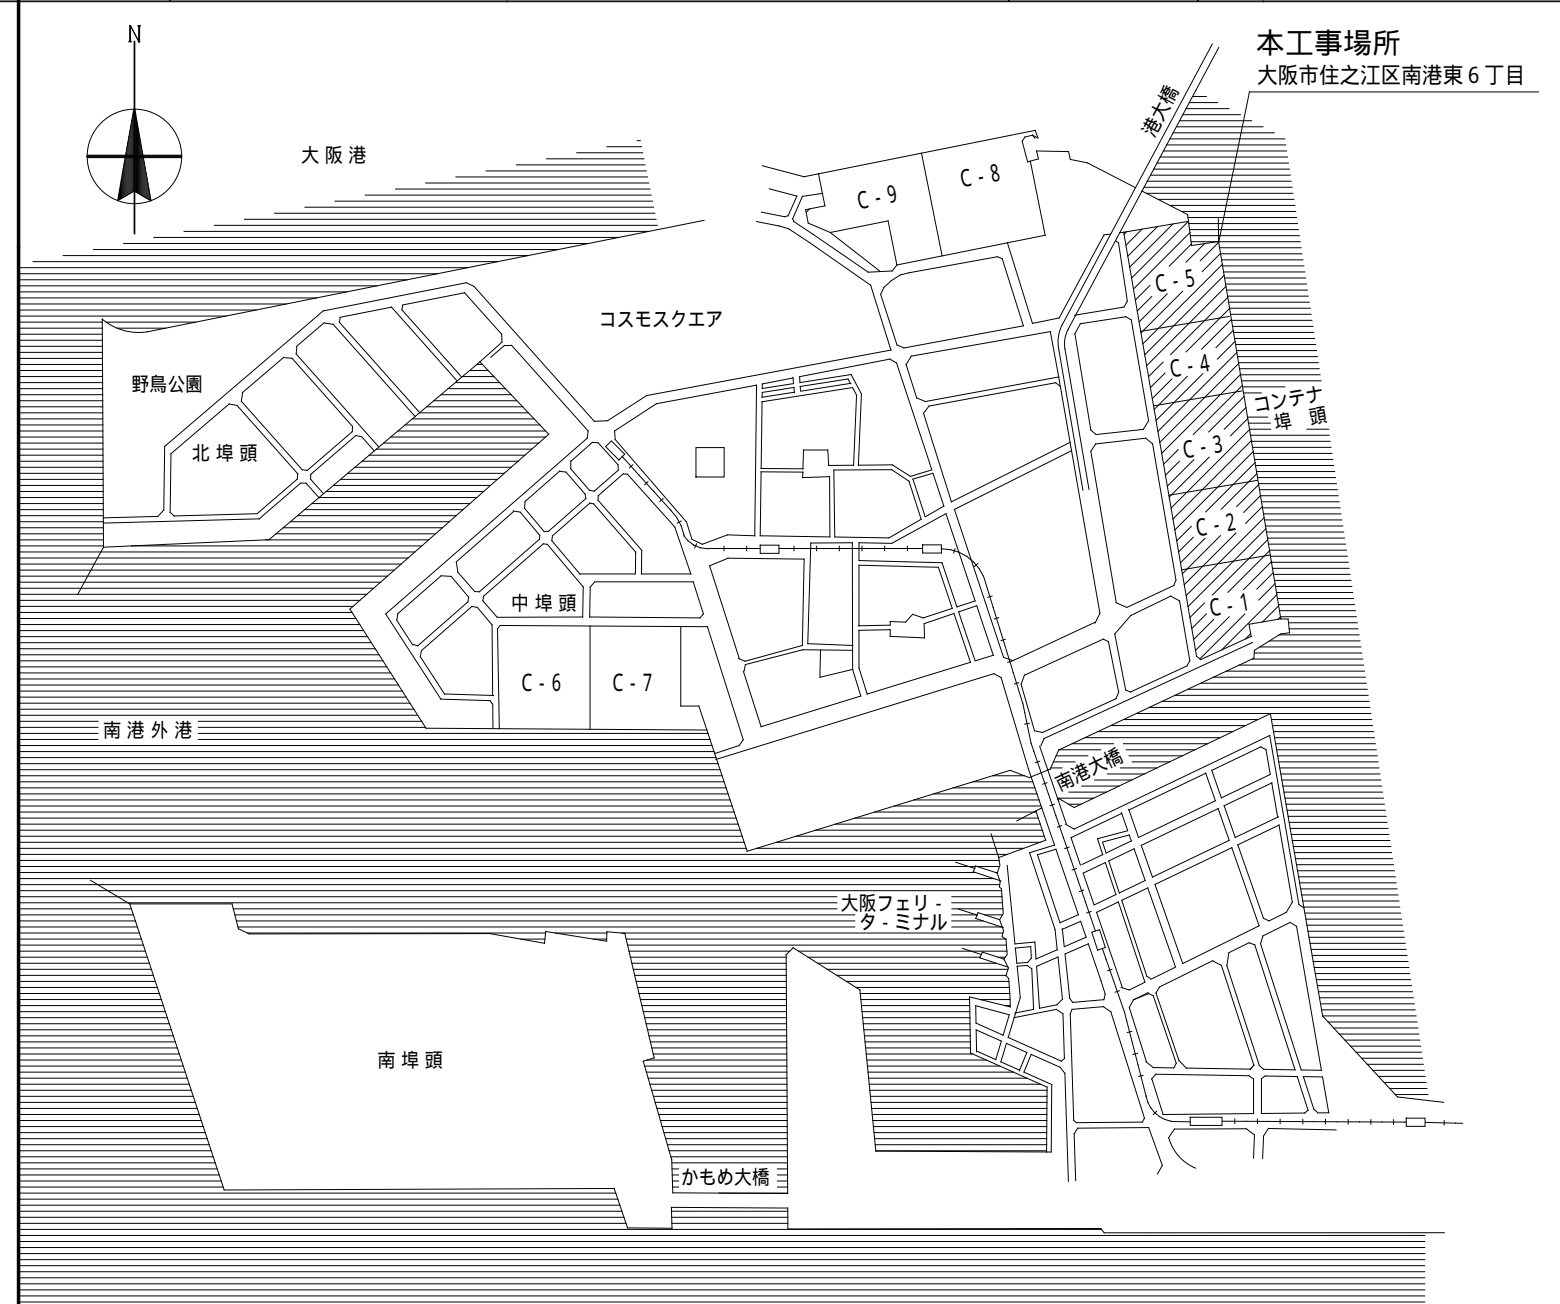 N
本工事場所
大阪市住之江区南港東６丁目
港大橋
大阪港
C-8
C-9
C-5
コスモスクエア
C-4
野鳥公園
コンテナ
埠頭
C-3
北埠頭
C-2
中埠頭
C-1
C-6
C-7
南港外港
南港大橋
大阪フェリ-
タ-ミナル
南埠頭
かもめ大橋